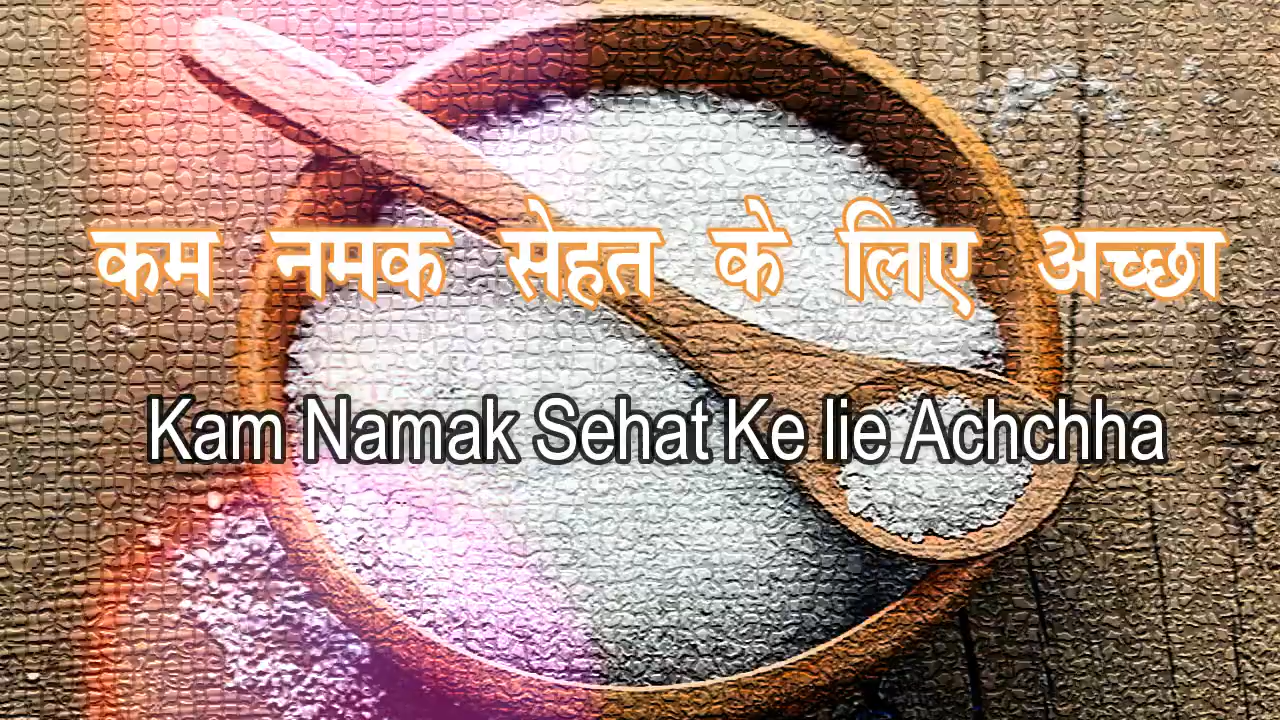 कम नमक सेहत के लिए अच्छा
Kam Namak Sehat Ke lie Achchha